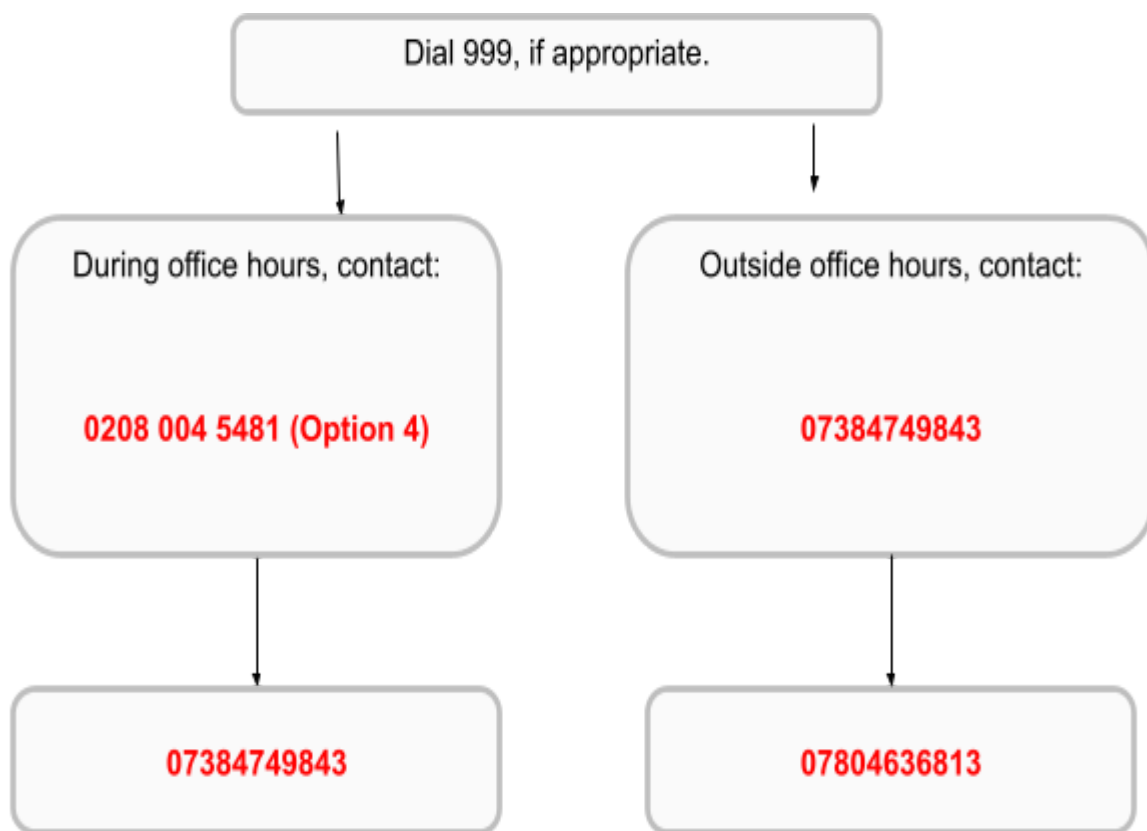 Dial 999, if appropriate.
During office hours, contact:
0208 004 5481 (Option 4)
07384749843
Outside office hours, contact:
07384749843
07804636813